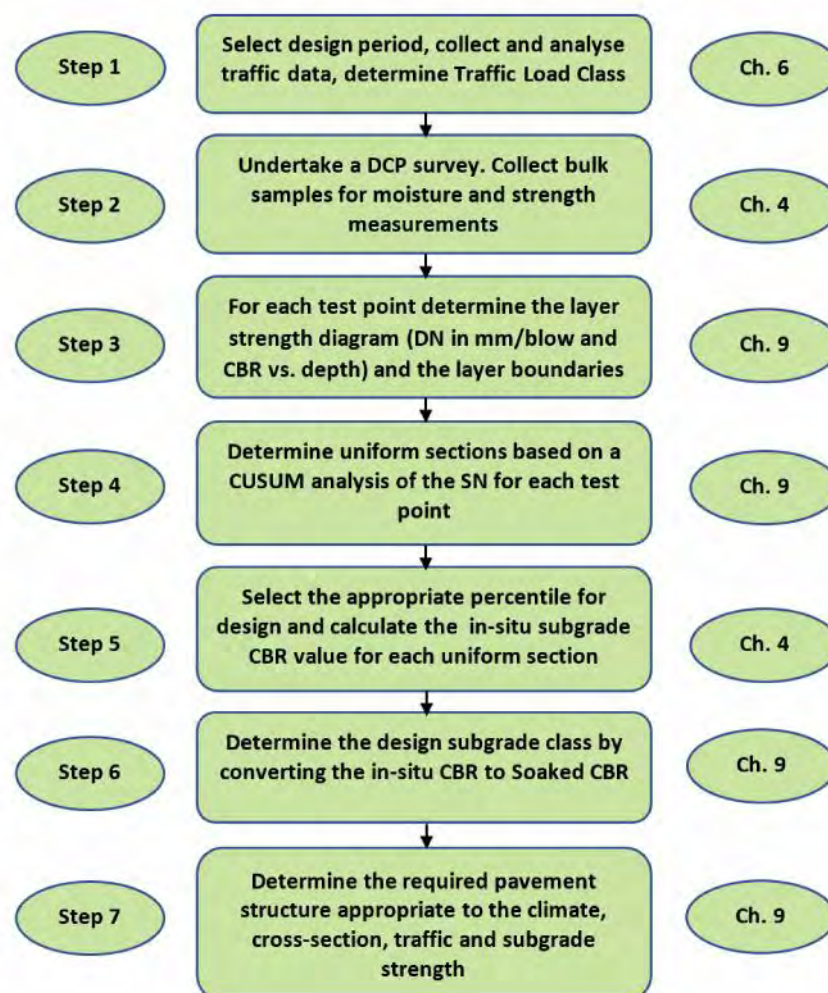 Step 1
Select design period, collect and analyse
traffic data, determine Traffic Load Class
Ch. 6
Step 2
Undertake a DCP survey. Collect bulk
samples for moisture and strength
measurements
Ch. 4
Step 3
For each test point determine the layer
strength diagram (DN in mm/blow and
CBR vs. depth) and the layer boundaries
Ch. 9
Step 4
Determine uniform sections based on a
CUSUM analysis of the SN for each test
point
Ch. 9
Step 5
Select the appropriate percentile for
design and calculate the in-situ subgrade
CBR value for each uniform section
Ch. 4
Step 6
Determine the design subgrade class by
converting the in-situ CBR to Soaked CBR
Ch. 9
Step 7
Determine the required pavement
structure appropriate to the climate,
cross-section, traffic and subgrade
strength
Ch. 9